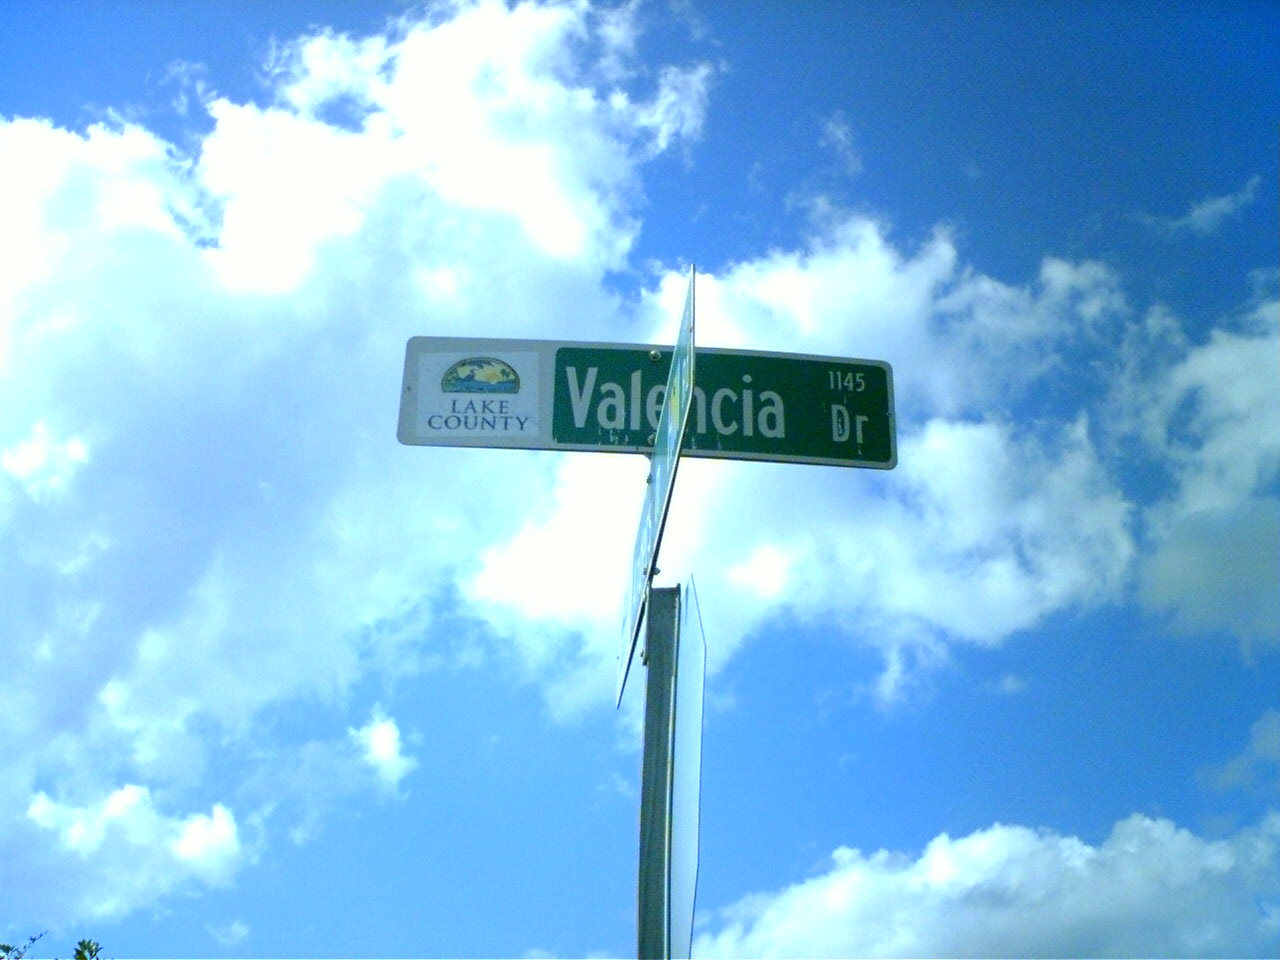 LAKE
COUNTY
Valencia
1145
Dr